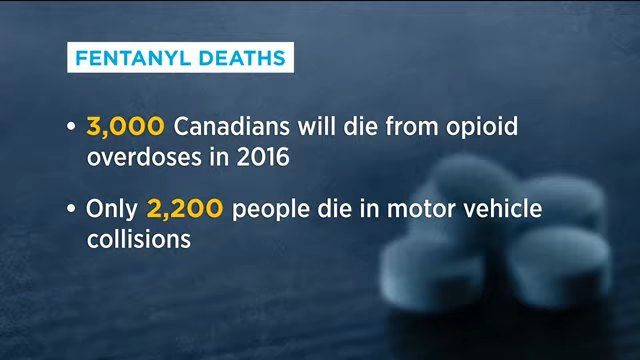 FENTANYL DEATHS
• 3,000 Canadians will die from opioid
overdoses in 2016
• Only 2,200 people die in motor vehicle
collisions